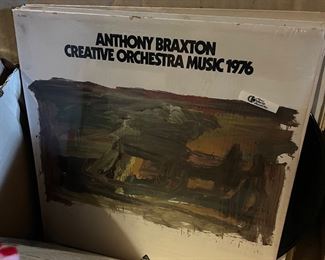 ANTHONY BRAXTON
CREATIVE ORCHESTRA MUSIC 1976